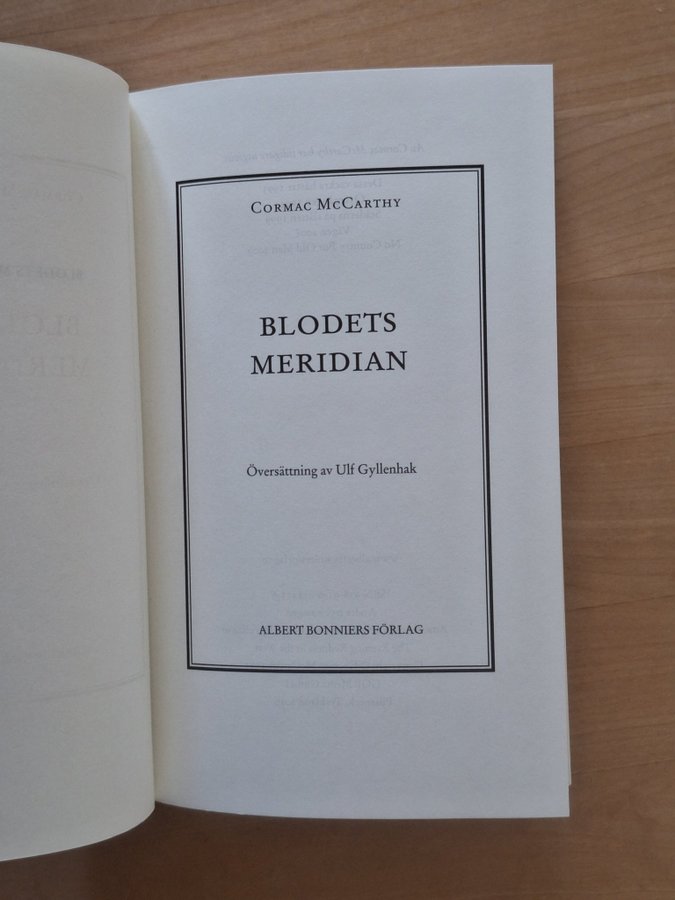 CORMAC MCCARTHY
BLODETS
MERIDIAN
Översättning av Ulf Gyllenhak
ALBERT BONNIERS FÖRLAG